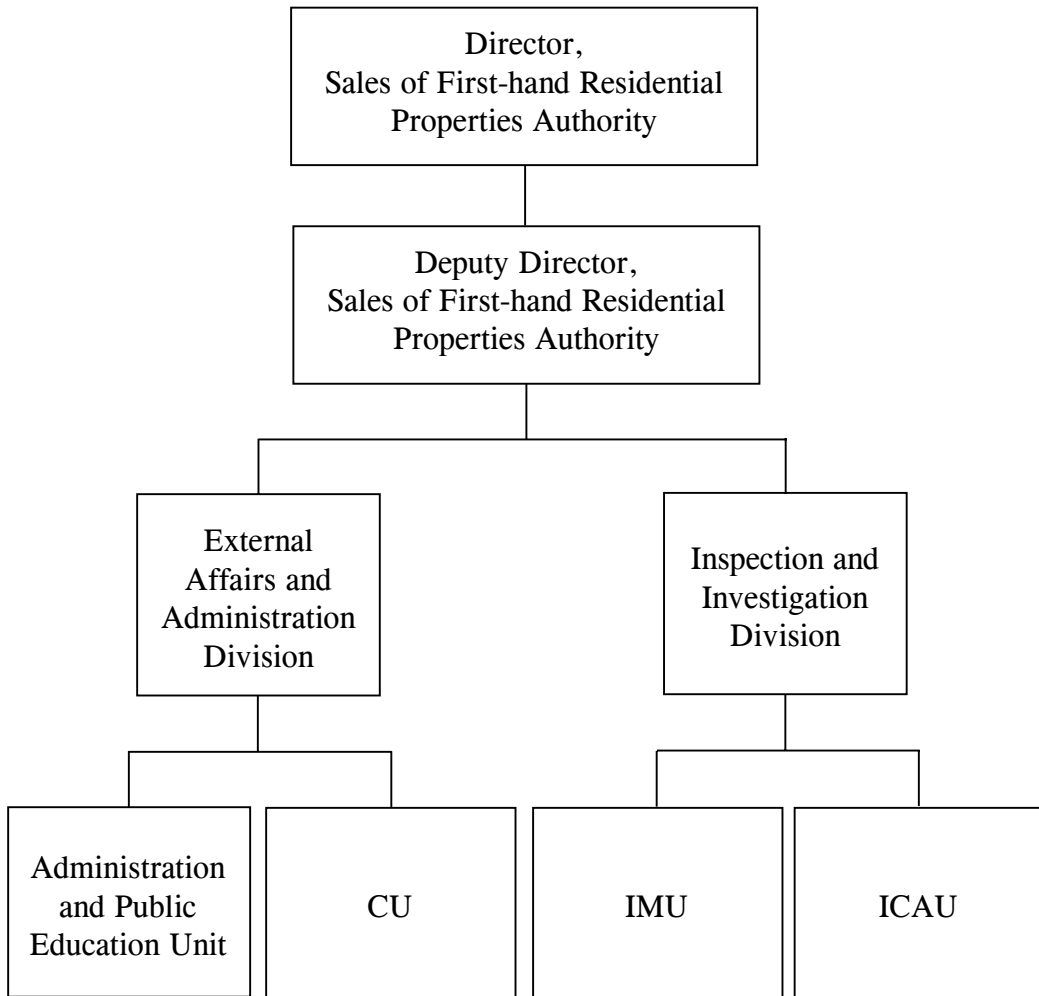 Director,
Sales of First-hand Residential
Properties Authority
Deputy Director,
Sales of First-hand Residential
Properties Authority
External
Affairs and
Administration
Division
Inspection and
Investigation
Division
Administration
and Public
Education Unit
CU
IMU
ICAU